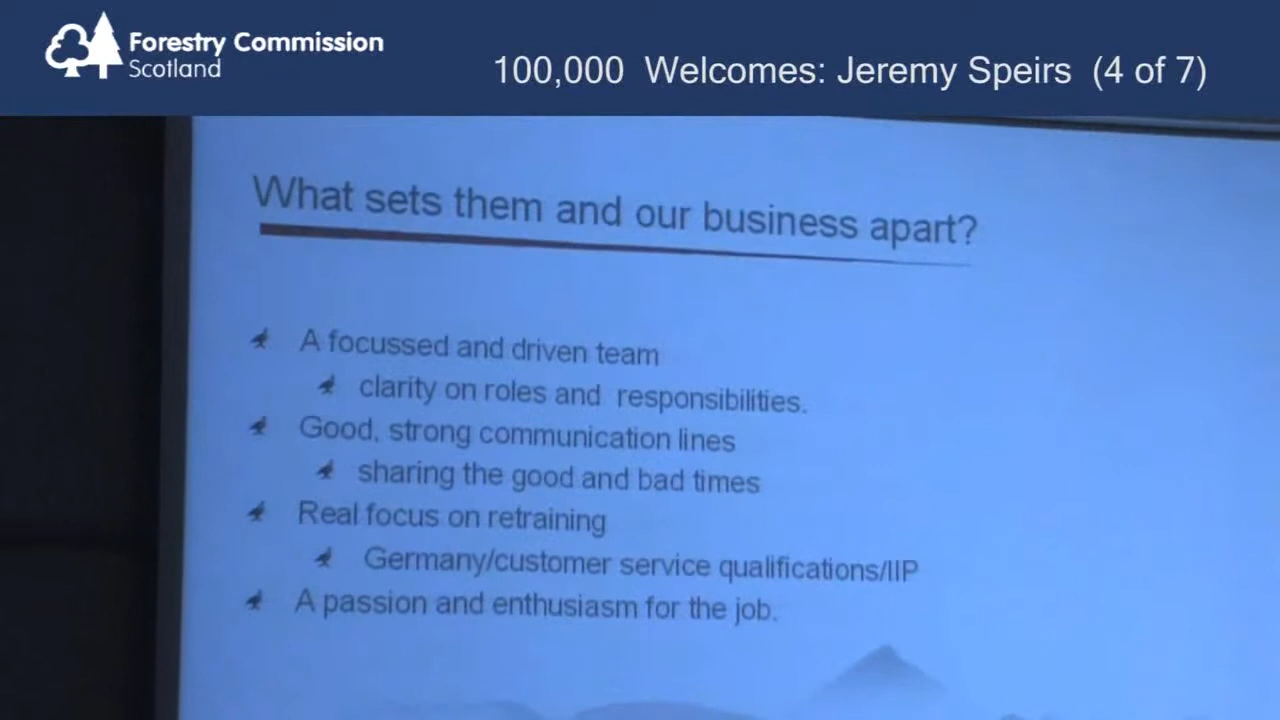 Forestry Commission
Scotland
100,000 Welcomes: Jeremy Speirs (4 of 7)
What sets them and our business apart?
A focussed and driven team
clarity on roles and responsibilities.
Good, strong communication lines
sharing the good and bad times
Real focus on retraining
Germany/customer service qualifications/IIP
A passion and enthusiasm for the job.